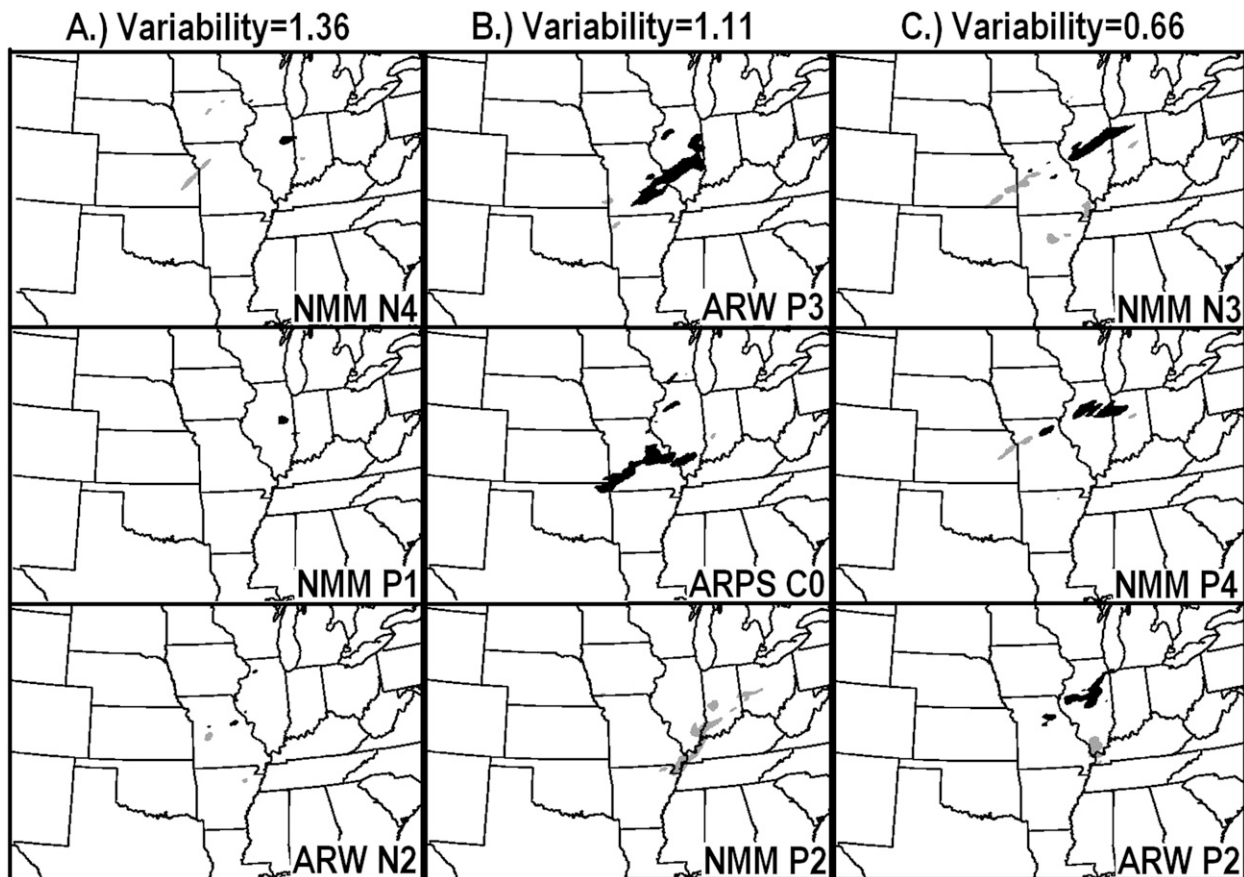 A.) Variability=1.36 B.) Variability=1.11 C.) Variability=0.66
NMM N4 ARW P3 NMM N3
NMM P1 ARPS C0 NMM P4
ARW N2 NMM P2 ARW P2